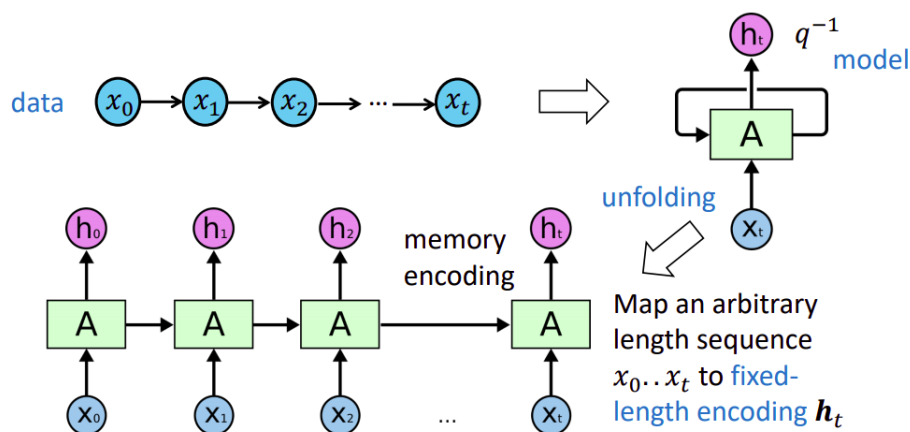 data
x₀ x₁ x₂ ... xₜ
hₜ
q⁻¹
model
A
xₜ
unfolding
h₀ h₁ h₂ hₜ
memory
encoding
A A A A
x₀ x₁ x₂ ... xₜ
Map an arbitrary
length sequence
x₀..xₜ to fixed-
length encoding hₜ